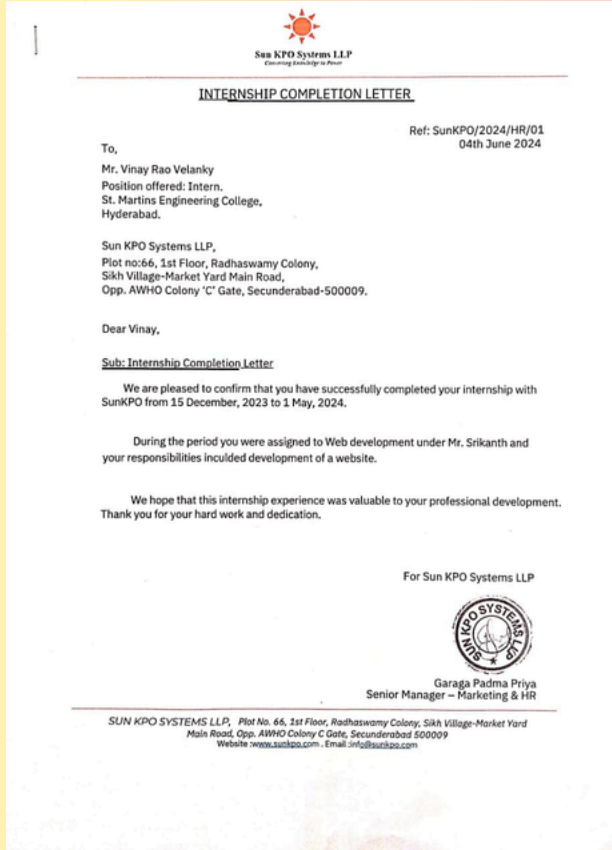 Sun KPO Systems LLP
Converting Knowledge to Power
INTERNSHIP COMPLETION LETTER
Ref: SunKPO/2024/HR/01
04th June 2024
To,
Mr. Vinay Rao Velanky
Position offered: Intern.
St. Martins Engineering College,
Hyderabad.
Sun KPO Systems LLP,
Plot no:66, 1st Floor, Radhaswamy Colony,
Sikh Village-Market Yard Main Road,
Opp. AWHO Colony ‘C’ Gate, Secunderabad-500009.
Dear Vinay,
Sub: Internship Completion Letter
We are pleased to confirm that you have successfully completed your internship with
SunKPO from 15 December, 2023 to 1 May, 2024.
During the period you were assigned to Web development under Mr. Srikanth and
your responsibilities inculded development of a website.
We hope that this internship experience was valuable to your professional development.
Thank you for your hard work and dedication.
For Sun KPO Systems LLP
SUN KPO SYSTEMS LLP
Garaga Padma Priya
Senior Manager – Marketing & HR
SUN KPO SYSTEMS LLP, Plot No. 66, 1st Floor, Radhaswamy Colony, Sikh Village-Market Yard
Main Road, Opp. AWHO Colony C Gate, Secunderabad 500009
Website :www.sunkpo.com . Email :info@sunkpo.com